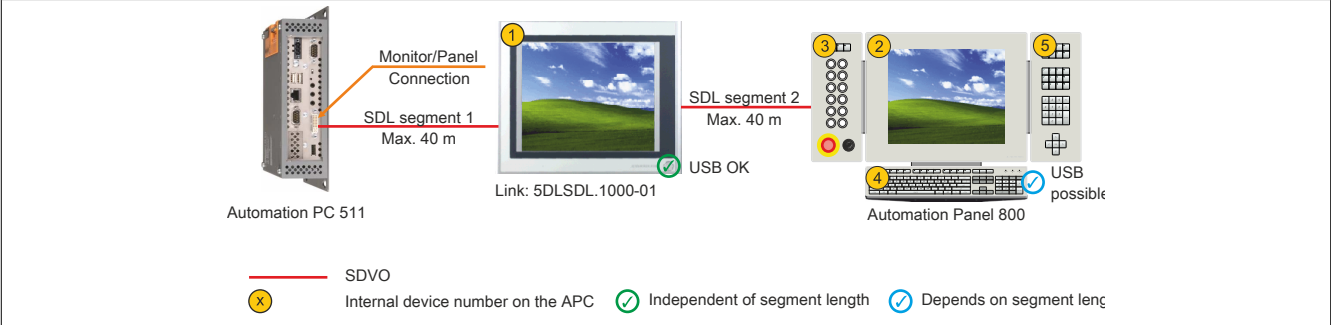 Monitor/Panel
Connection
SDL segment 1
Max. 40 m
Automation PC 511
1
USB OK
Link: 5DLSDL.1000-01
SDL segment 2
Max. 40 m
3
2
5
4
USB
possible
Automation Panel 800
SDVO
x
Internal device number on the APC
Independent of segment length
Depends on segment leng